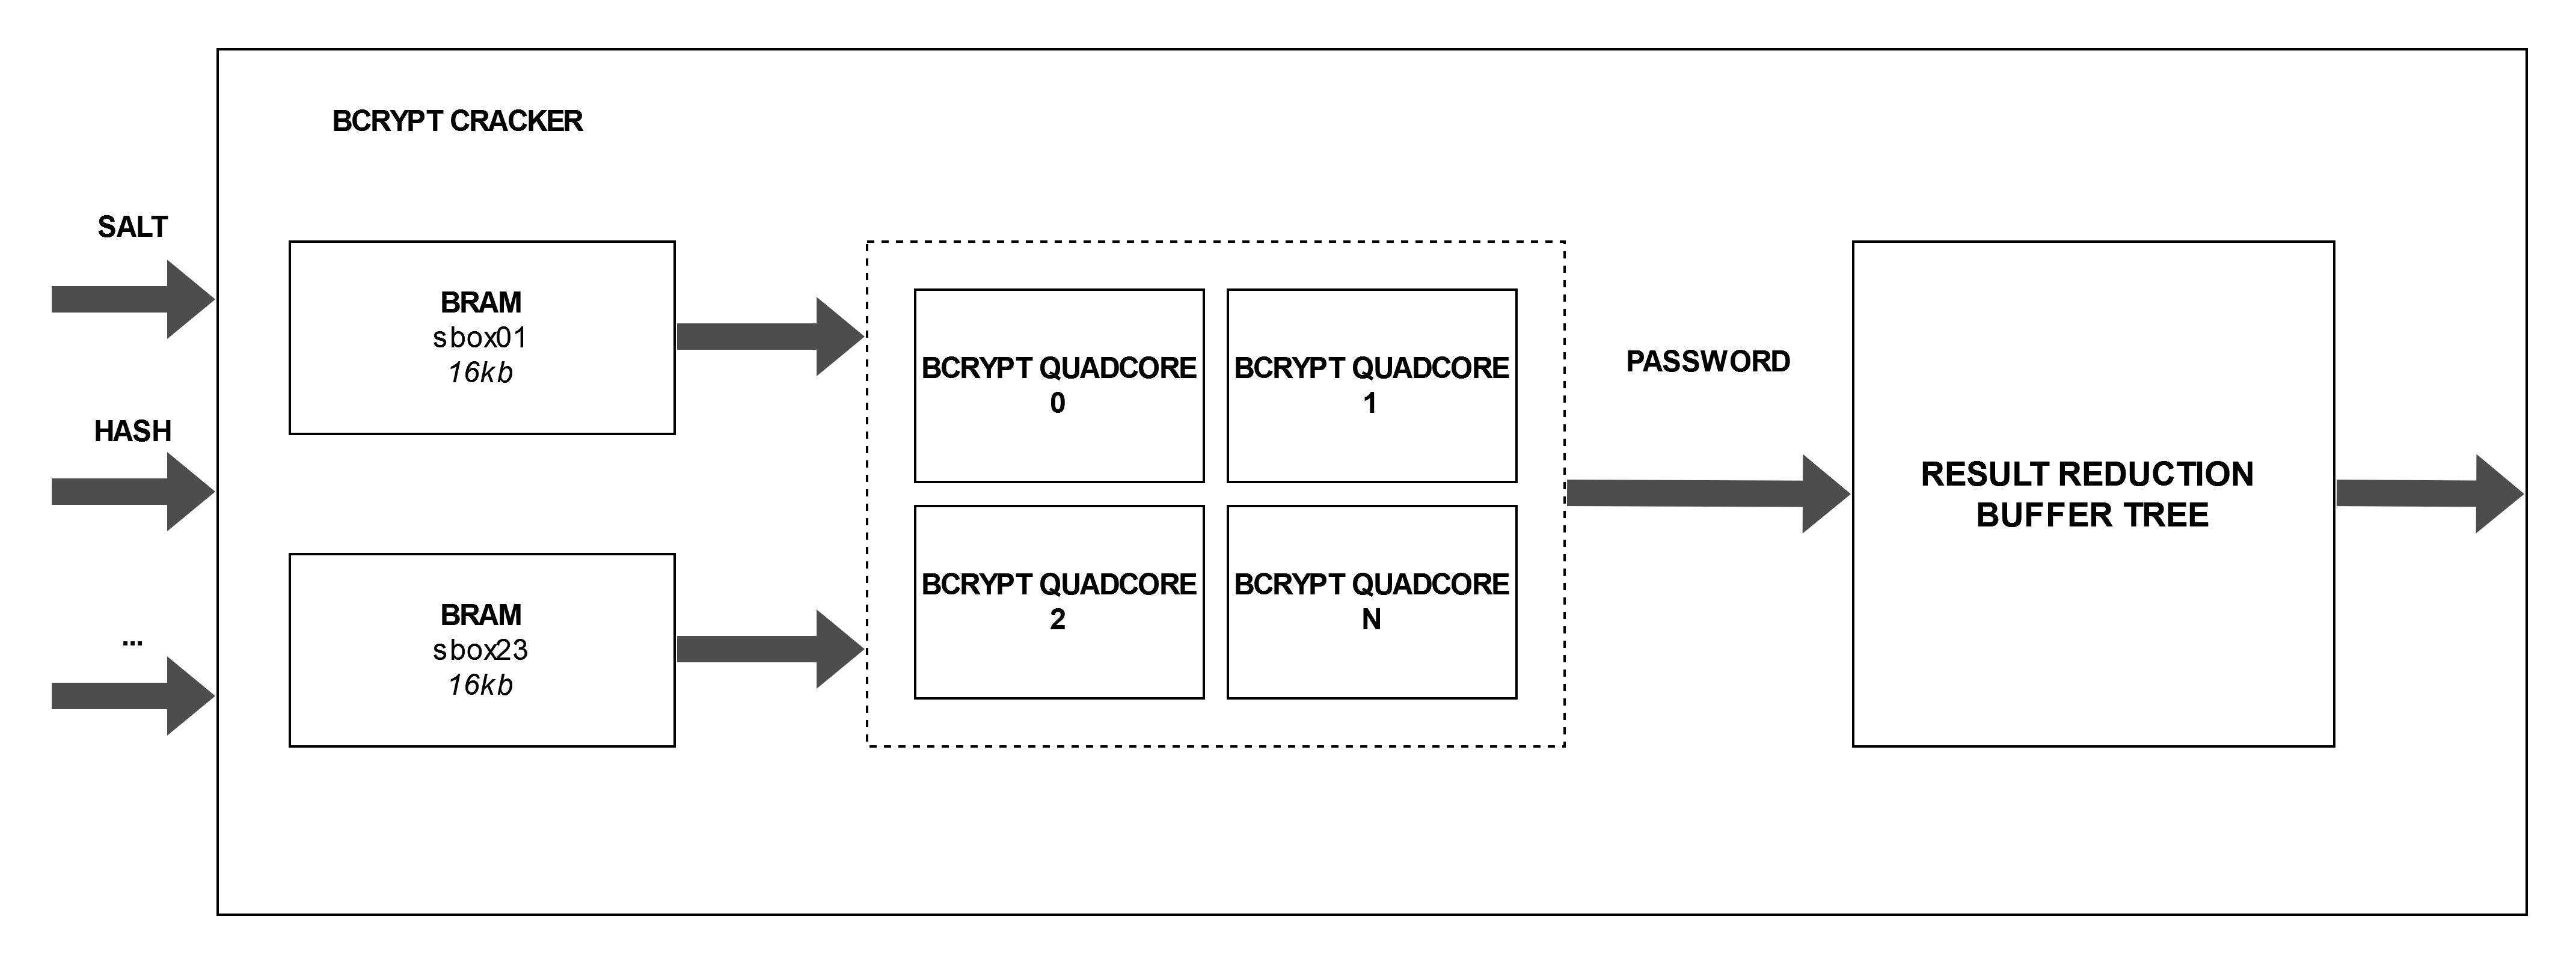 BCRYPT CRACKER
SALT
HASH
...
BRAM
sbox01
16kb
BRAM
sbox23
16kb
BCRYPT QUADCORE
0
BCRYPT QUADCORE
1
BCRYPT QUADCORE
2
BCRYPT QUADCORE
N
PASSWORD
RESULT REDUCTION
BUFFER TREE